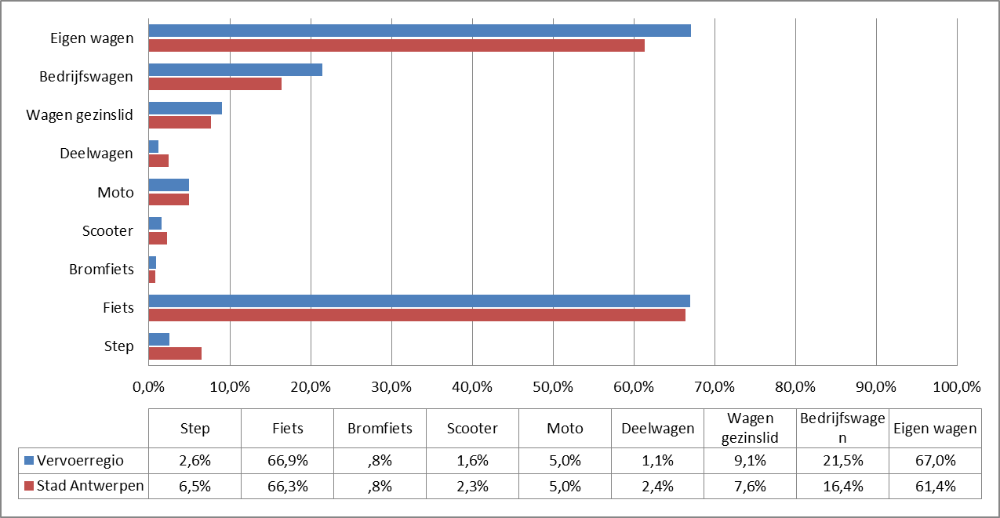 Eigen wagen
Bedrijfswagen
Wagen gezinslid
Deelwagen
Moto
Scooter
Bromfiets
Fiets
Step
0,0% 10,0% 20,0% 30,0% 40,0% 50,0% 60,0% 70,0% 80,0% 90,0% 100,0%
Step Fiets Bromfiets Scooter Moto Deelwagen Wagen gezinslid Bedrijfswage n Eigen wagen
Vervoerregio 2,6% 66,9% ,8% 1,6% 5,0% 1,1% 9,1% 21,5% 67,0%
Stad Antwerpen 6,5% 66,3% ,8% 2,3% 5,0% 2,4% 7,6% 16,4% 61,4%